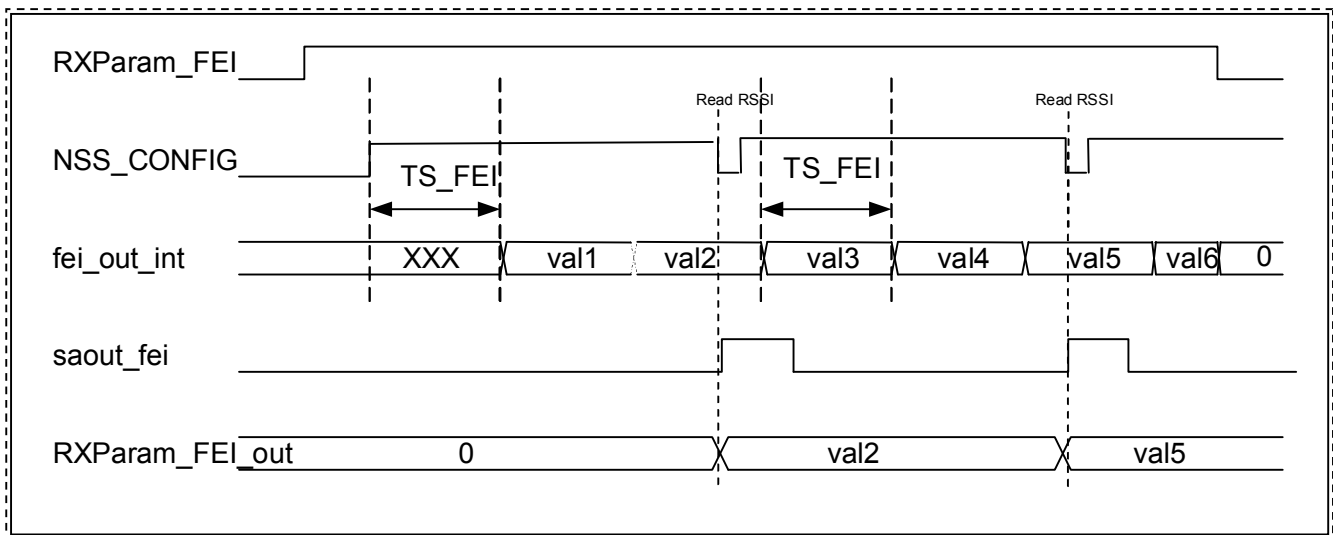 RXParam_FEI
Read RSSI Read RSSI
NSS_CONFIG
TS_FEI TS_FEI
fei_out_int XXX val1 val2 val3 val4 val5 val6 0
saout_fei
RXParam_FEI_out 0 val2 val5